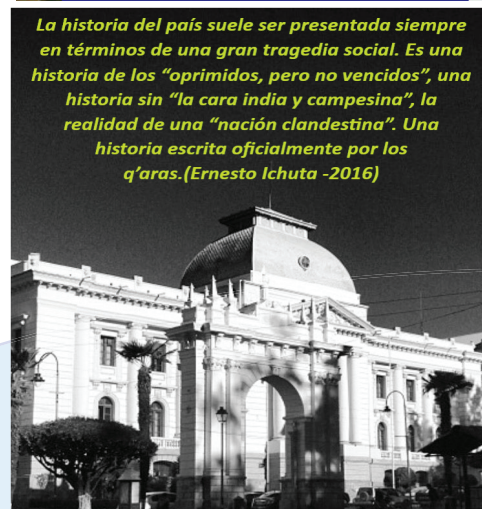 La historia del país suele ser presentada siempre
en términos de una gran tragedia social. Es una
historia de los “oprimidos, pero no vencidos”, una
historia sin “la cara india y campesina”, la
realidad de una “nación clandestina”. Una
historia escrita oficialmente por los
q’aras.(Ernesto Ichuta -2016)